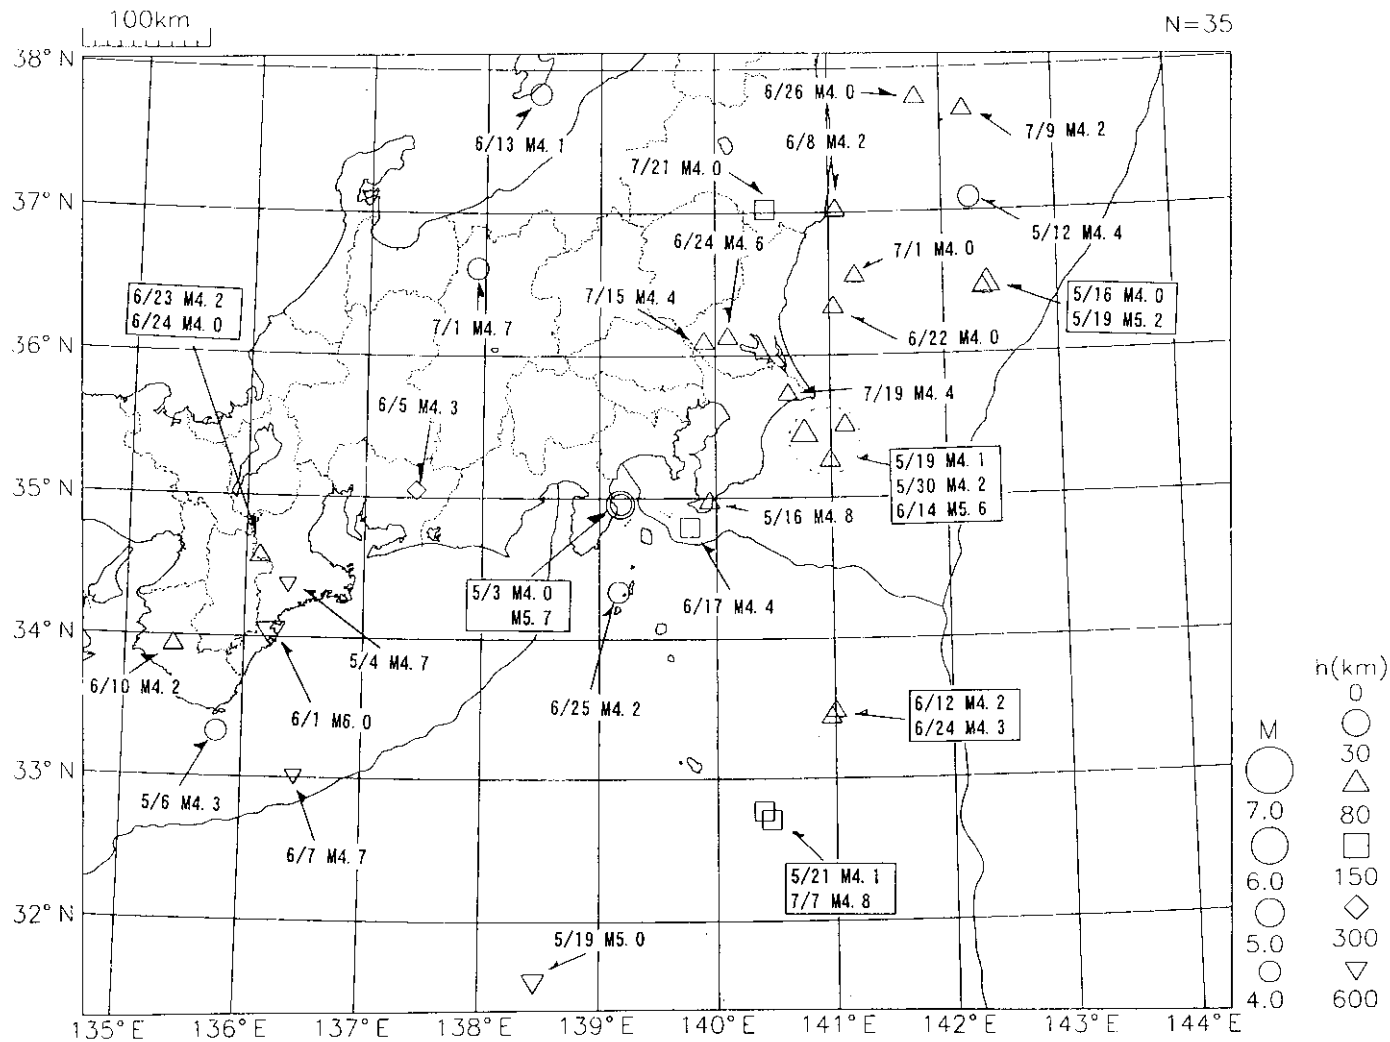 100km
N=35
38° N
37° N
36° N
35° N
34° N
33° N
32° N
6/26 M4.0
7/9 M4.2
6/13 M4.1
6/8 M4.2
7/21 M4.0
6/24 M4.6
5/12 M4.4
7/1 M4.0
6/23 M4.2
6/24 M4.0
7/1 M4.7
7/15 M4.4
5/16 M4.0
5/19 M5.2
6/22 M4.0
6/5 M4.3
7/19 M4.4
5/19 M4.1
5/30 M4.2
6/14 M5.6
5/16 M4.8
5/3 M4.0
M5.7
6/17 M4.4
5/4 M4.7
6/10 M4.2
6/1 M6.0
6/25 M4.2
6/12 M4.2
6/24 M4.3
5/6 M4.3
6/7 M4.7
5/21 M4.1
7/7 M4.8
5/19 M5.0
135°E
136°E
137°E
138°E
139°E
140°E
141°E
142°E
143°E
144°E
M
7.0
6.0
5.0
4.0
h(km)
0
30
80
150
300
600